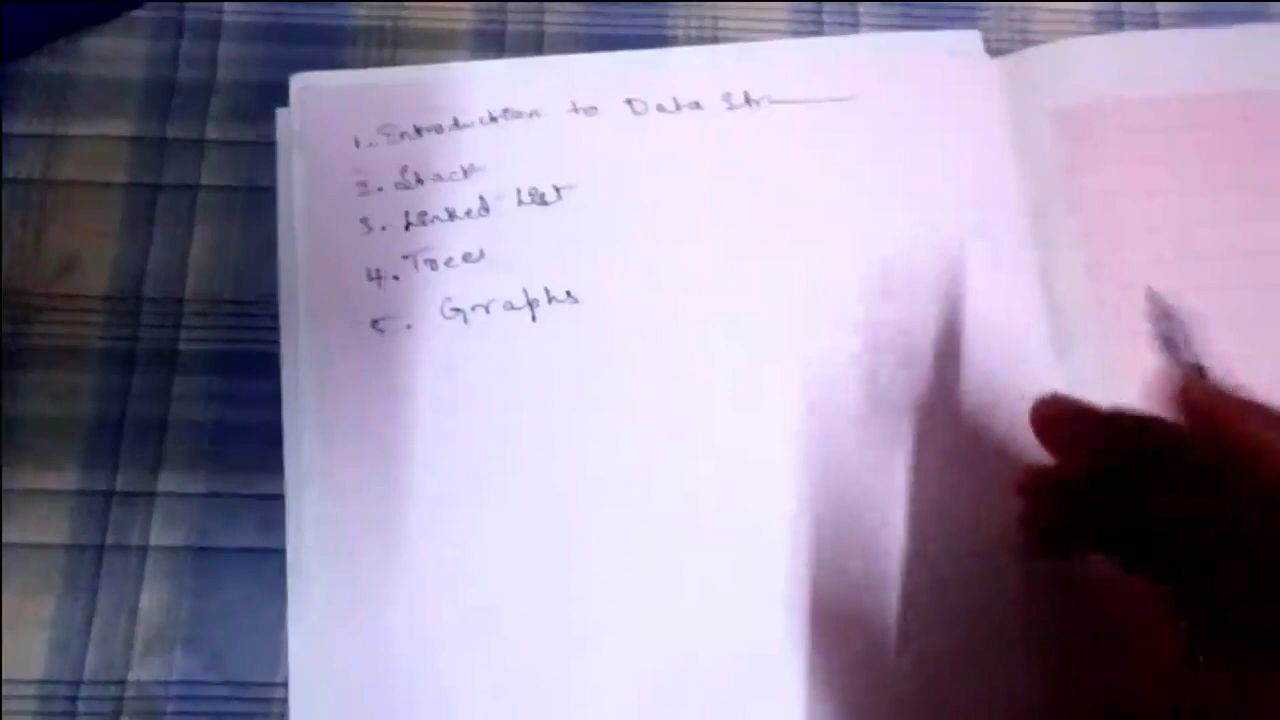 1. Introduction to Data Str
2. Stack
3. Linked List
4. Trees
5. Graphs